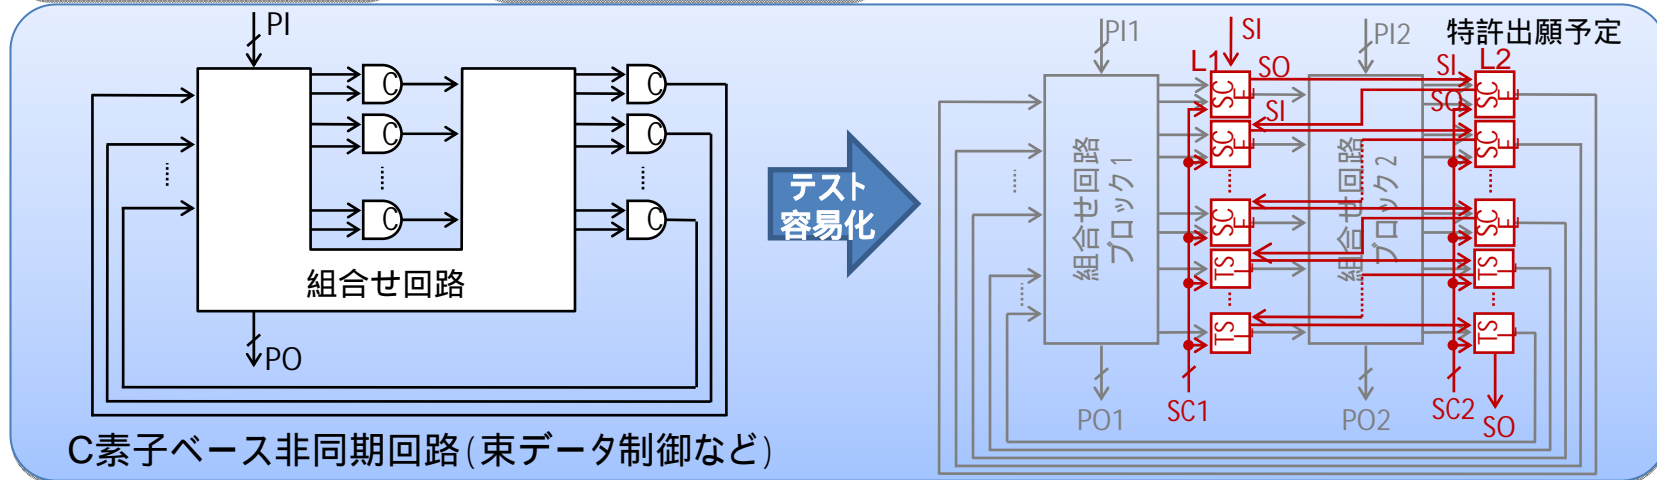 PI
C
C
C
C
C
C
組合せ回路
PO
C素子ベース非同期回路(束データ制御など)
テスト
容易化
特許出願予定
PI1
SI
L1
SO
PI2
SI
L2
SO
SI
SC
E
SC
E
SC
E
TS
L
TS
L
組合せ回路
ブロック1
組合せ回路
ブロック2
SC
E
SC
E
SC
E
TS
L
TS
L
PO1
SC1
PO2
SC2
SO